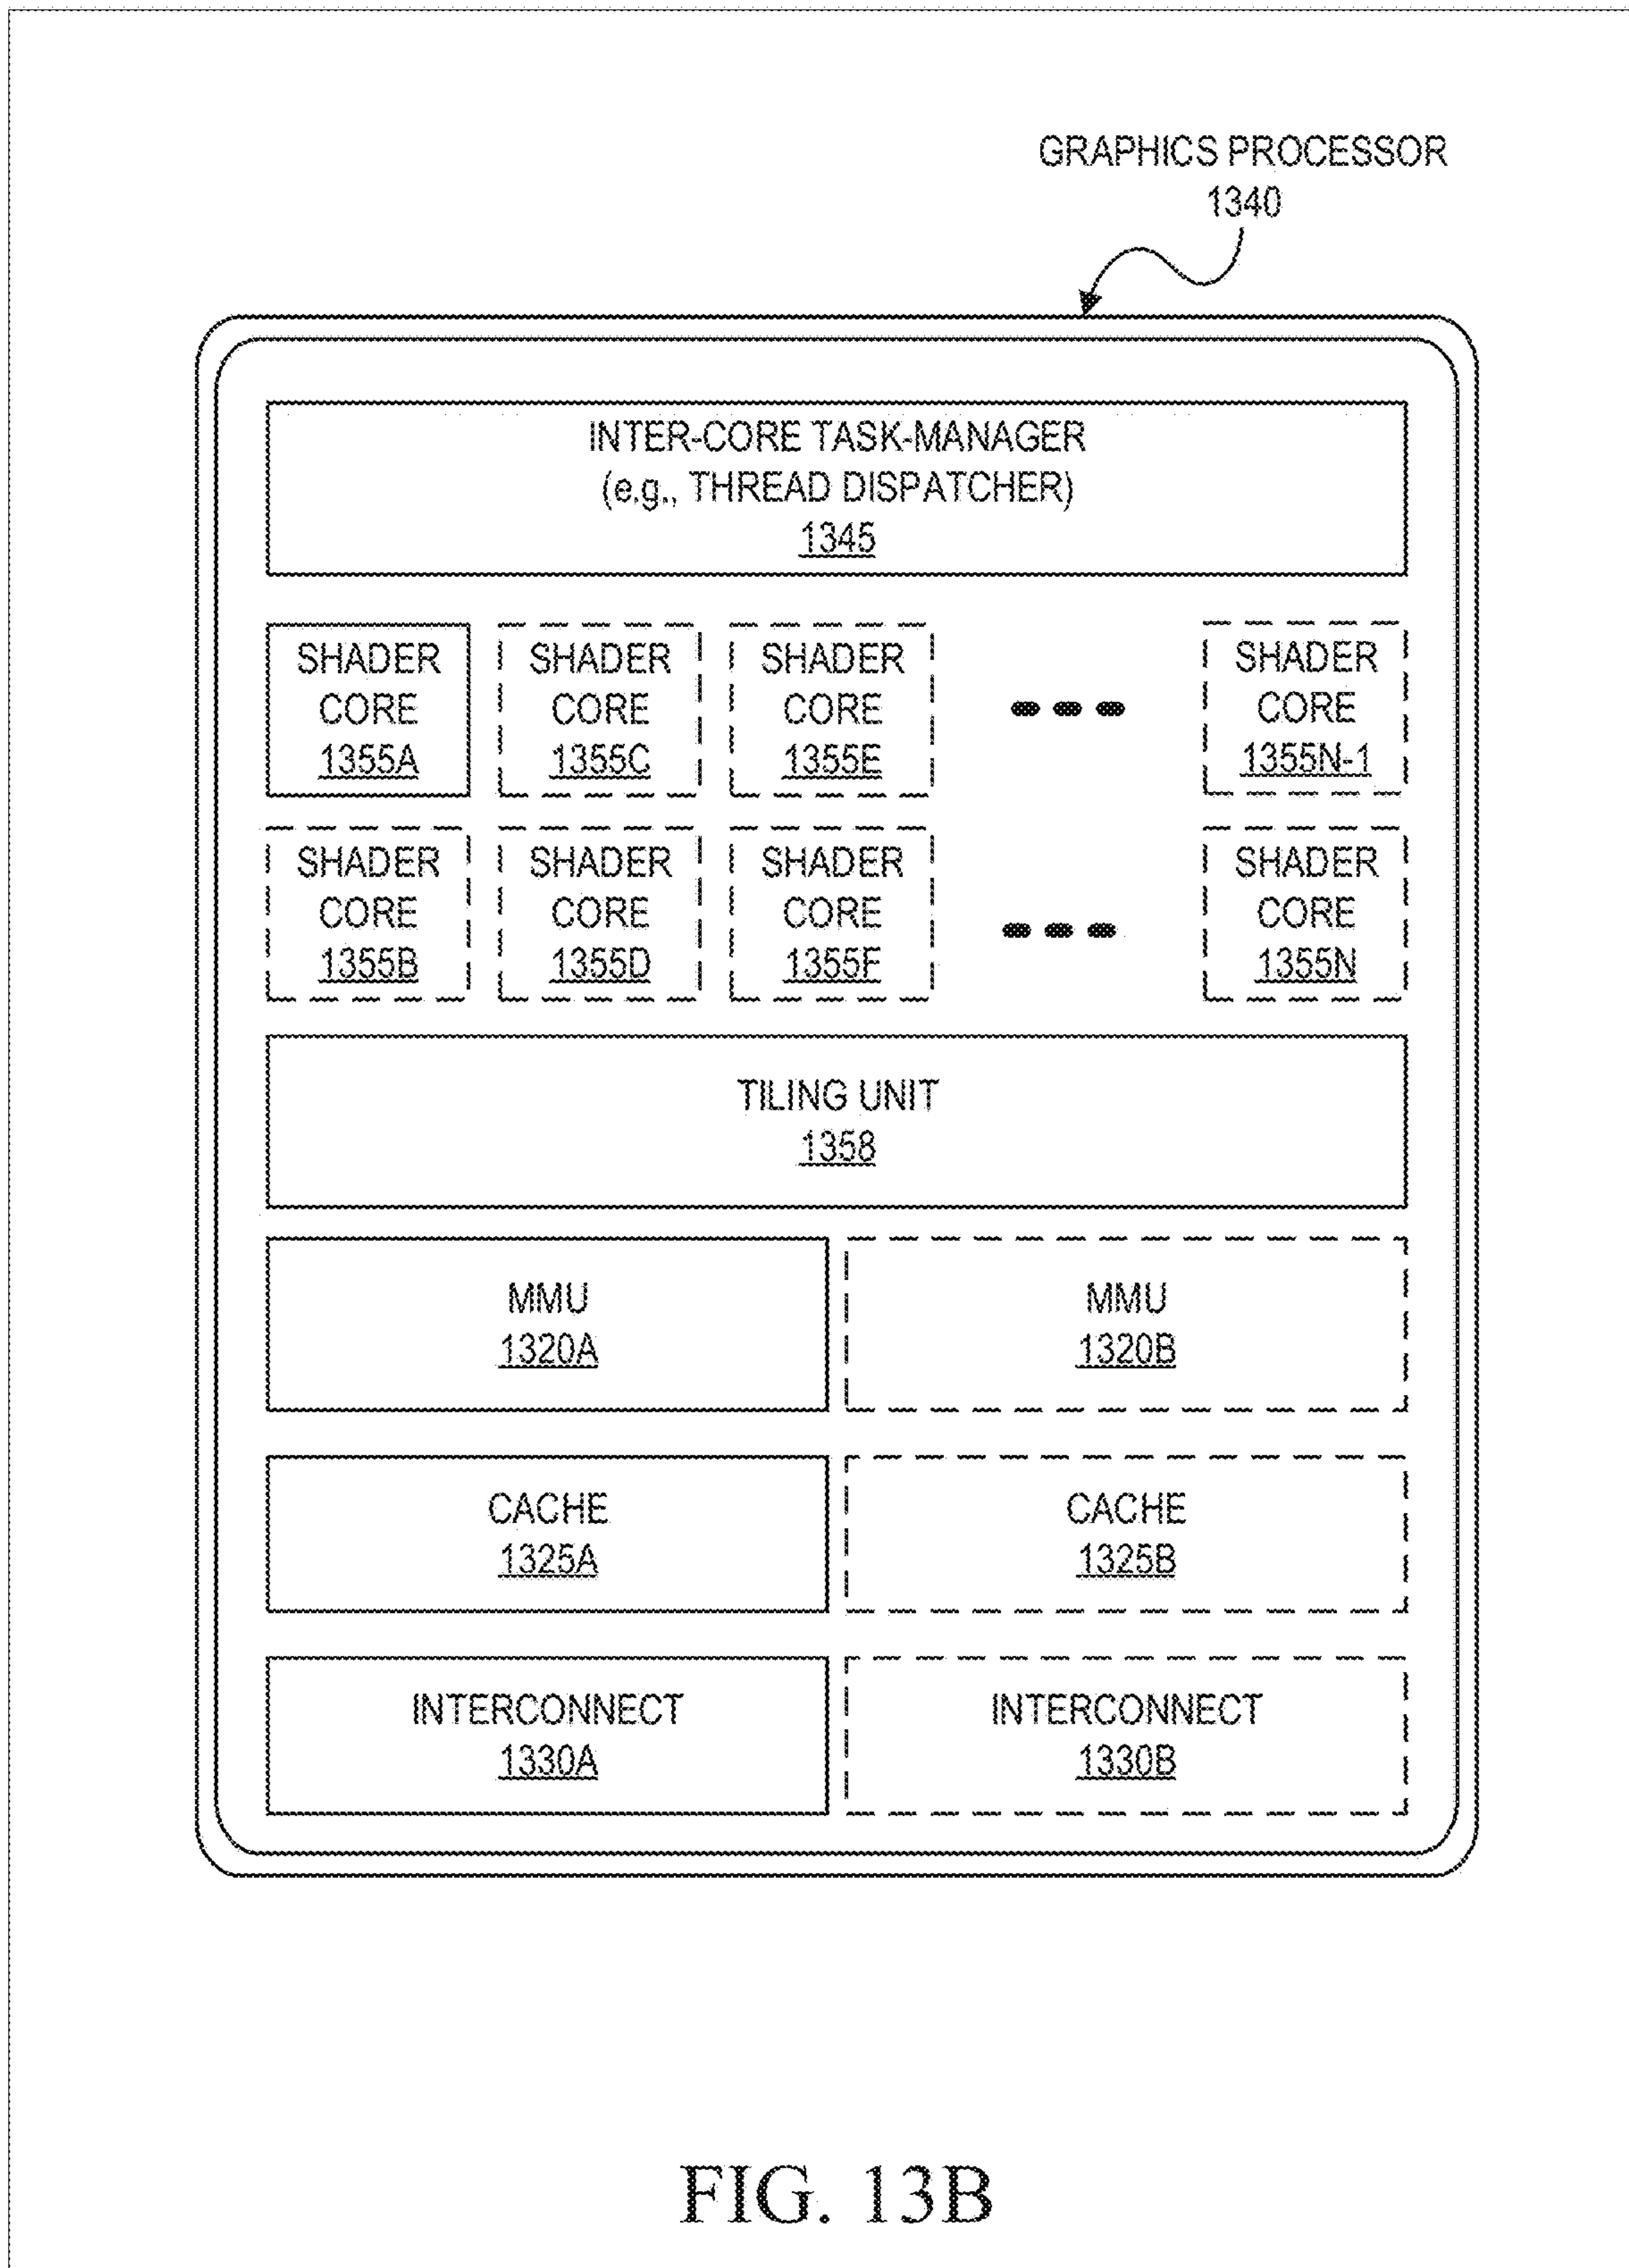 GRAPHICS PROCESSOR
1340
INTER-CORE TASK-MANAGER
(e.g., THREAD DISPATCHER)
1345
SHADER
CORE
1355A
SHADER
CORE
1355C
SHADER
CORE
1355E
SHADER
CORE
1355N-1
SHADER
CORE
1355B
SHADER
CORE
1355D
SHADER
CORE
1355F
SHADER
CORE
1355N
TILING UNIT
1358
MMU
1320A
MMU
1320B
CACHE
1325A
CACHE
1325B
INTERCONNECT
1330A
INTERCONNECT
1330B
FIG. 13B